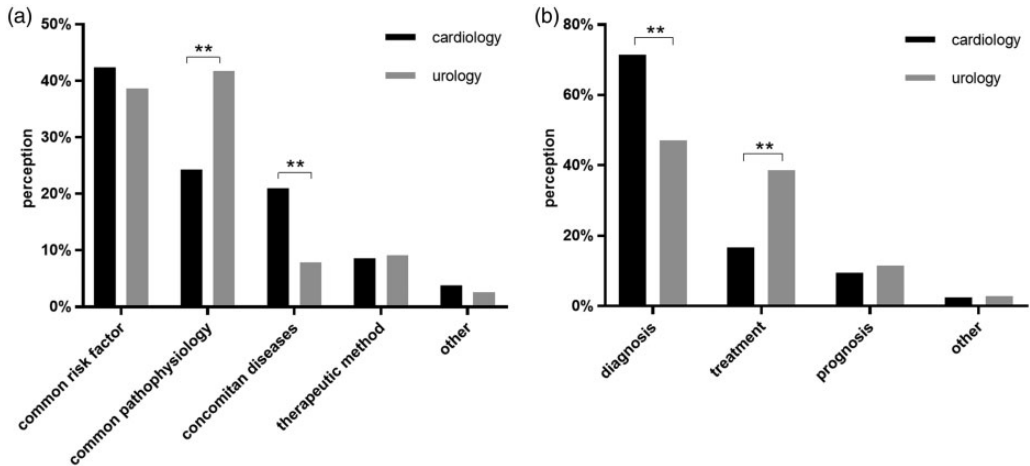 (a)
50%
40%
30%
20%
10%
0%
perception
**
**
cardiology
urology
common risk factor
common pathophysiology
concomitan diseases
therapeutic method
other
(b)
80%
60%
40%
20%
0%
perception
**
**
cardiology
urology
diagnosis
treatment
prognosis
other